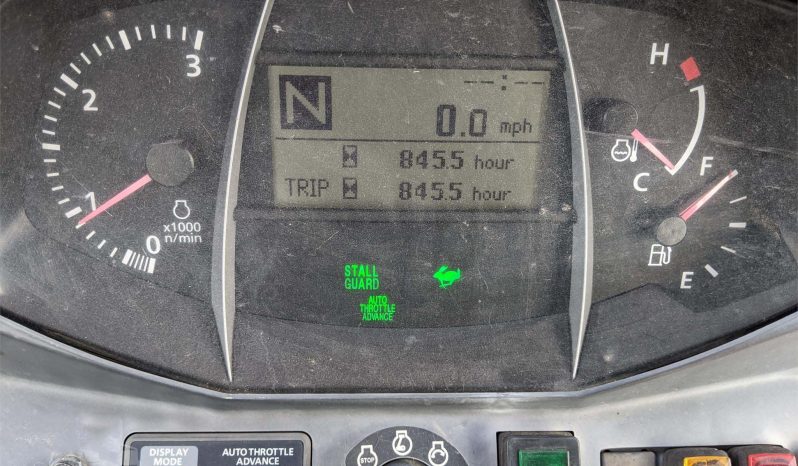 3
2
1
0
x1000
n/min
N
--:--
0.0 mph
845.5 hour
TRIP 845.5 hour
H
C
F
E
STALL
GUARD
AUTO
THROTTLE
ADVANCE
DISPLAY
MODE
AUTO THROTTLE
ADVANCE
STOP